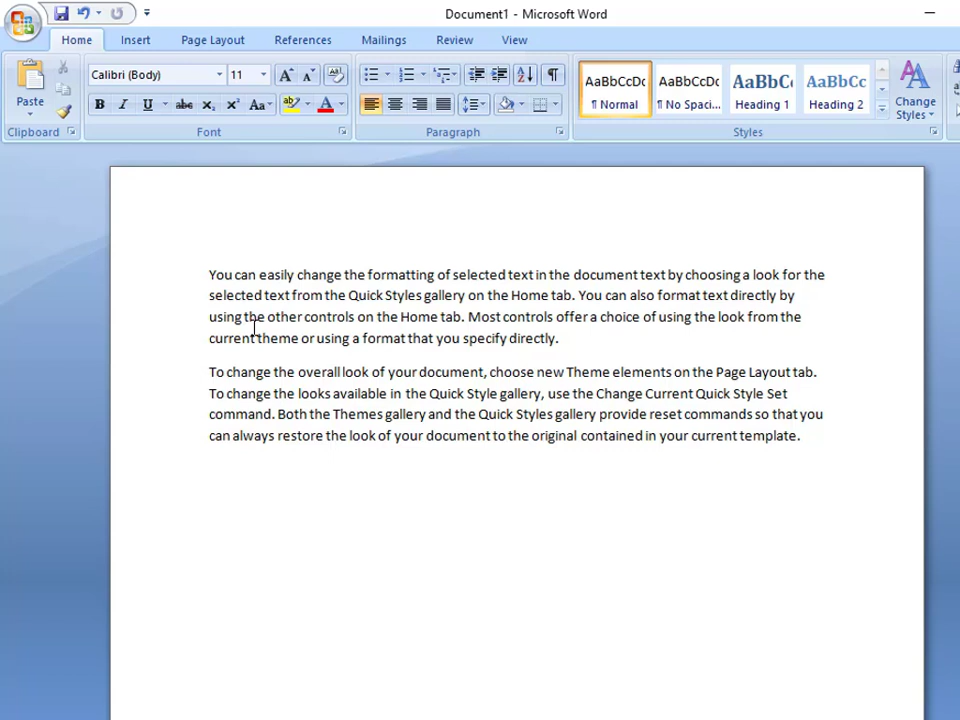 Document1 - Microsoft Word
Home Insert Page Layout References Mailings Review View
Calibri (Body) 11
Paste
B I U abc X₂ X² Aa ab A
AaBbCcDc AaBbCcDc AaBbC AaBbCc
¶ Normal ¶ No Spaci... Heading 1 Heading 2
Change
Styles
Clipboard Font Paragraph Styles
You can easily change the formatting of selected text in the document text by choosing a look for the
selected text from the Quick Styles gallery on the Home tab. You can also format text directly by
using the other controls on the Home tab. Most controls offer a choice of using the look from the
current theme or using a format that you specify directly.
To change the overall look of your document, choose new Theme elements on the Page Layout tab.
To change the looks available in the Quick Style gallery, use the Change Current Quick Style Set
command. Both the Themes gallery and the Quick Styles gallery provide reset commands so that you
can always restore the look of your document to the original contained in your current template.